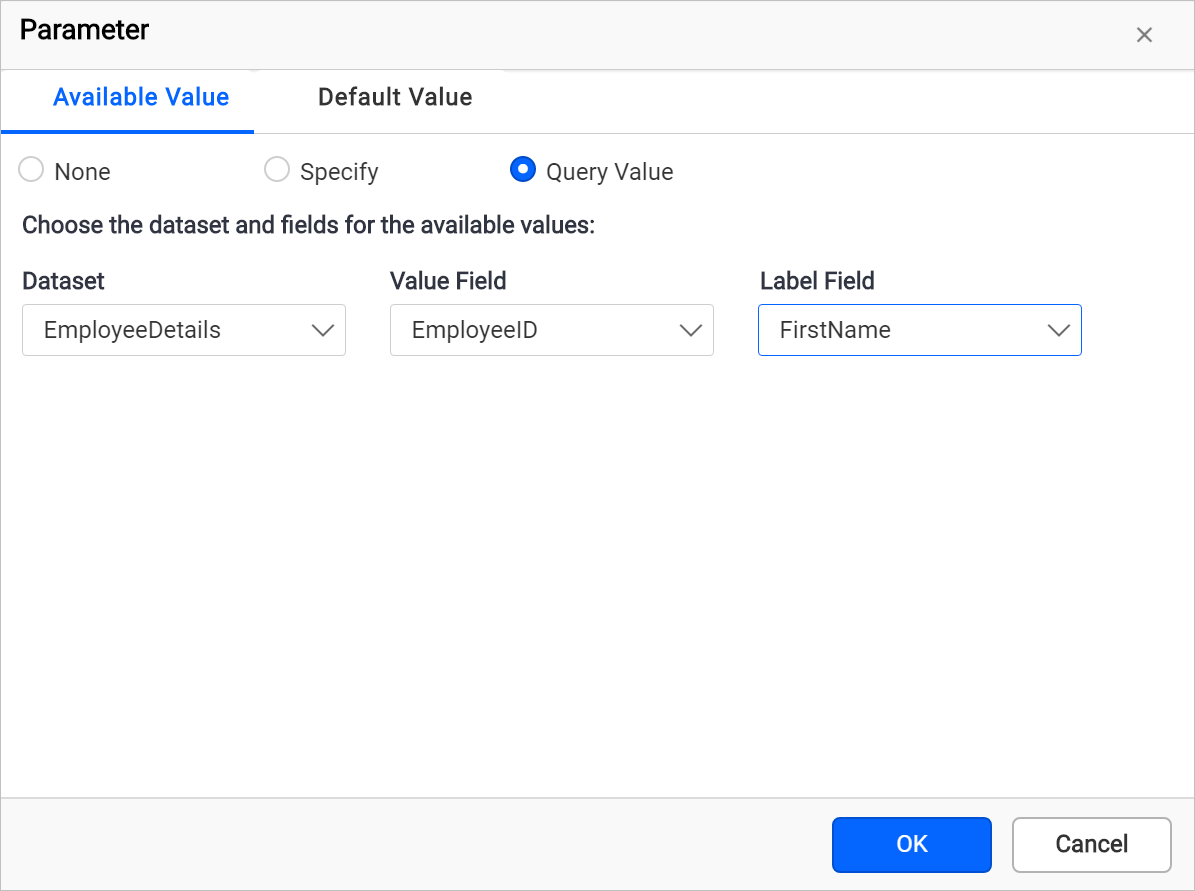 Parameter
Available Value Default Value
None Specify Query Value
Choose the dataset and fields for the available values:
Dataset Value Field Label Field
EmployeeDetails EmployeeID FirstName
OK Cancel